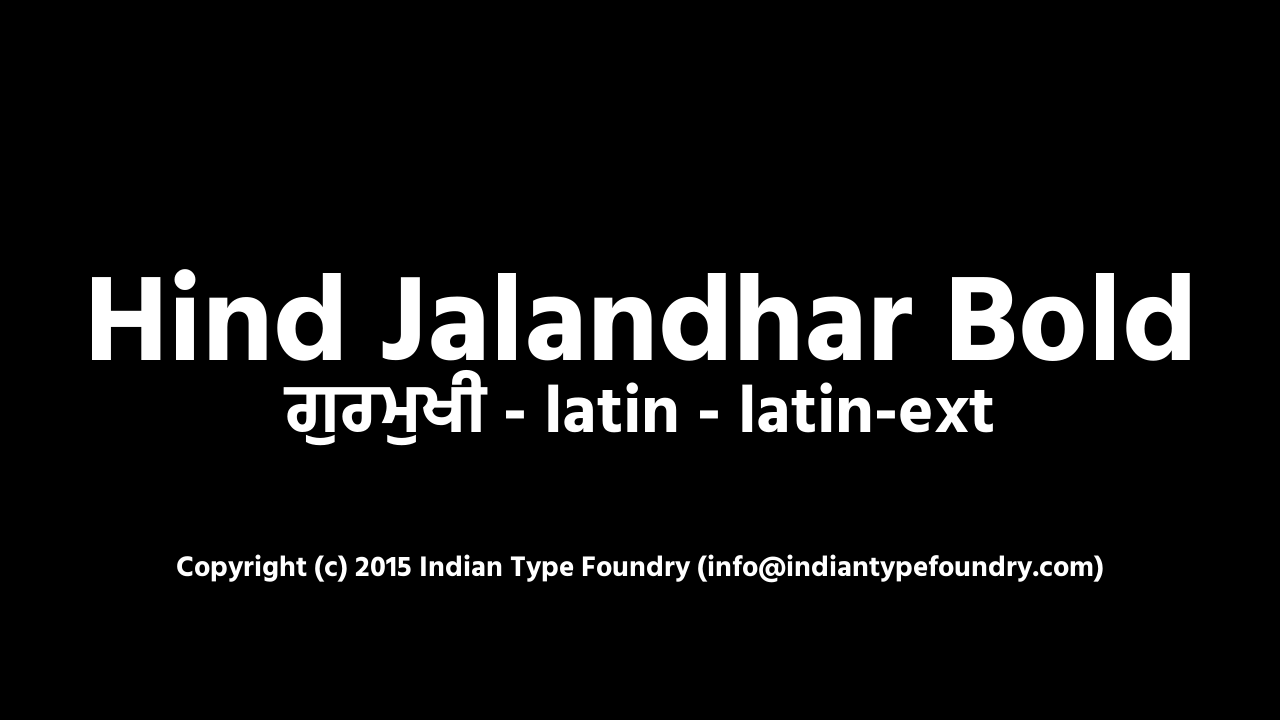 Hind Jalandhar Bold
ਗੁਰਮੁਖੀ - latin - latin-ext
Copyright (c) 2015 Indian Type Foundry (info@indiantypefoundry.com)